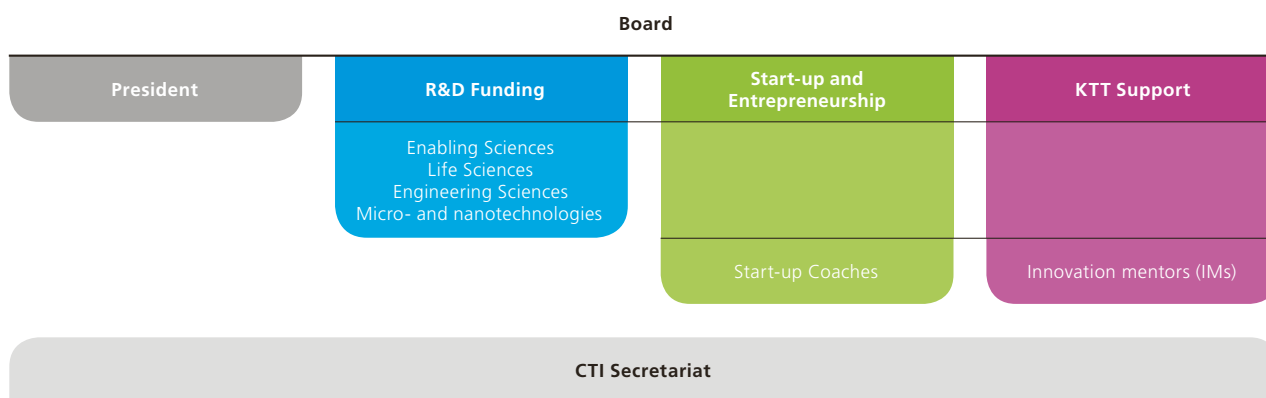 Board
President
R&D Funding
Start-up and
Entrepreneurship
KTT Support
Enabling Sciences
Life Sciences
Engineering Sciences
Micro- and nanotechnologies
Start-up Coaches
Innovation mentors (IMs)
CTI Secretariat